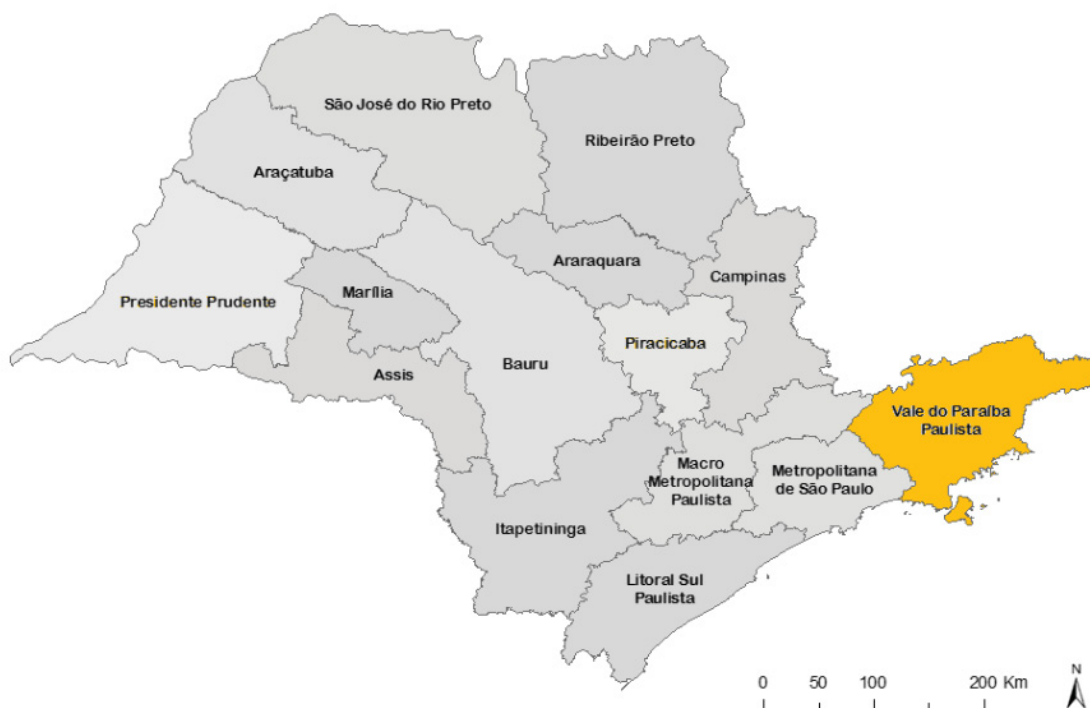 São José do Rio Preto
Ribeirão Preto
Araçatuba
Araraquara
Campinas
Marília
Presidente Prudente
Piracicaba
Bauru
Assis
Vale do Paraíba
Paulista
Macro
Metropolitana
Paulista
Metropolitana
de São Paulo
Itapetininga
Litoral Sul
Paulista
N
0 50 100 200 Km